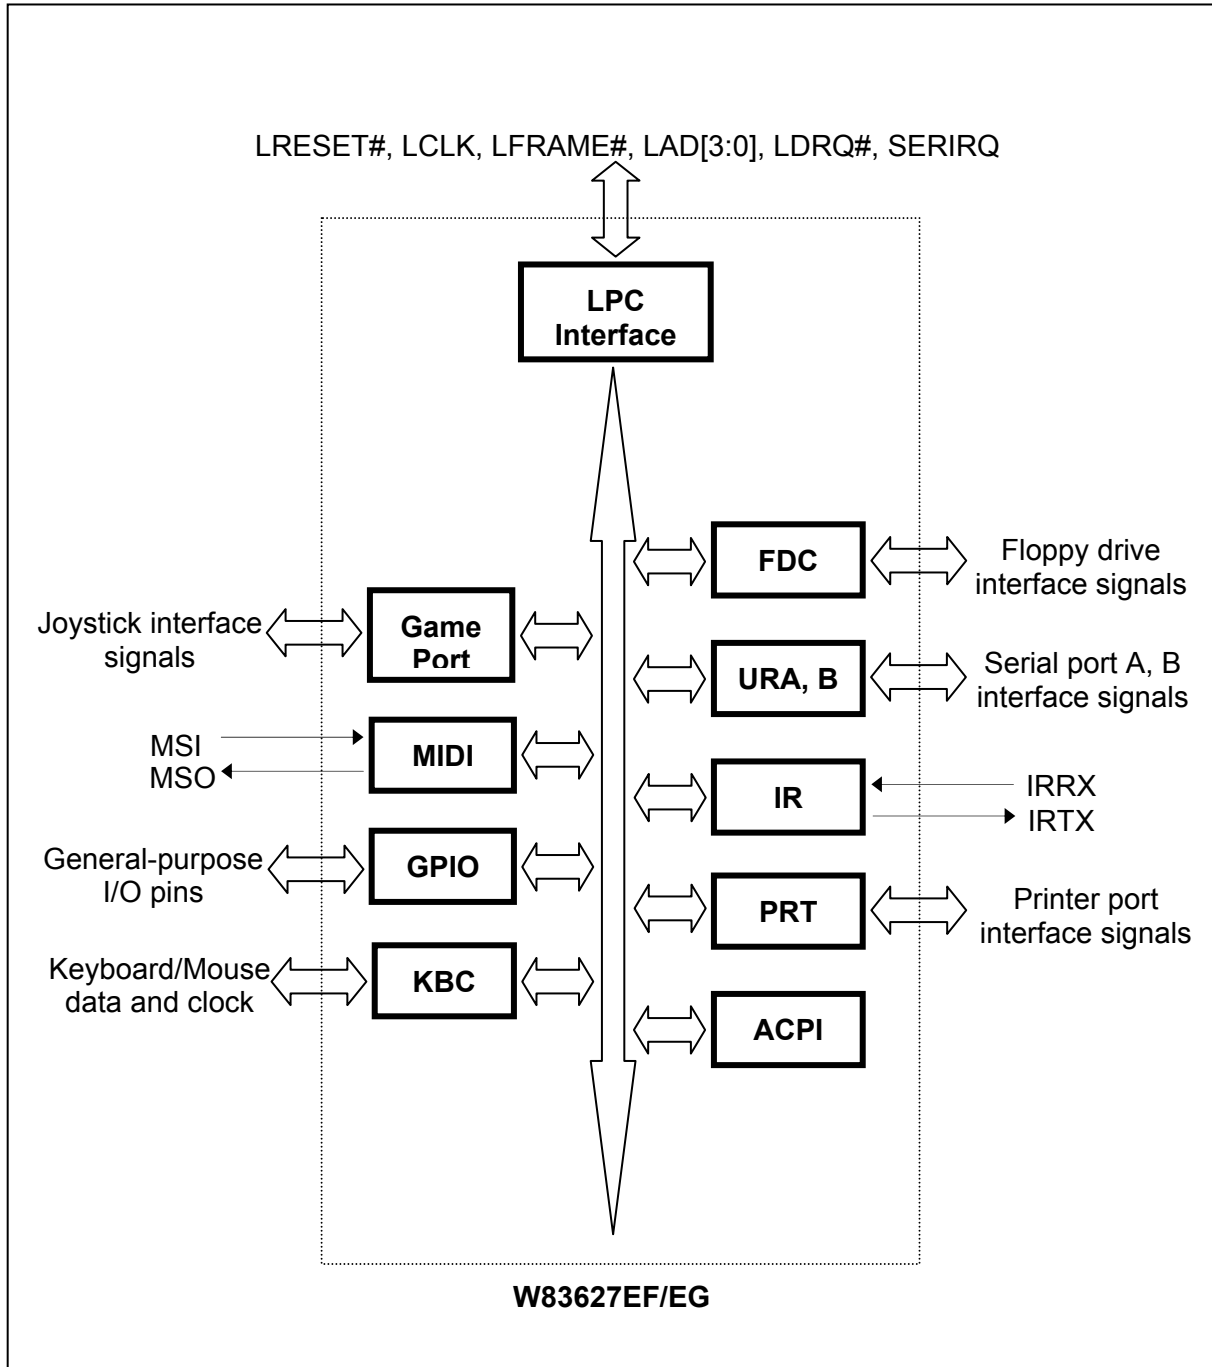 LRESET#, LCLK, LFRAME#, LAD[3:0], LDRQ#, SERIRQ
LPC
Interface
FDC
Floppy drive
interface signals
Joystick interface
signals
Game
Port
URA, B
Serial port A, B
interface signals
MSI
MSO
MIDI
IR
IRRX
IRTX
General-purpose
I/O pins
GPIO
PRT
Printer port
interface signals
Keyboard/Mouse
data and clock
KBC
ACPI
W83627EF/EG